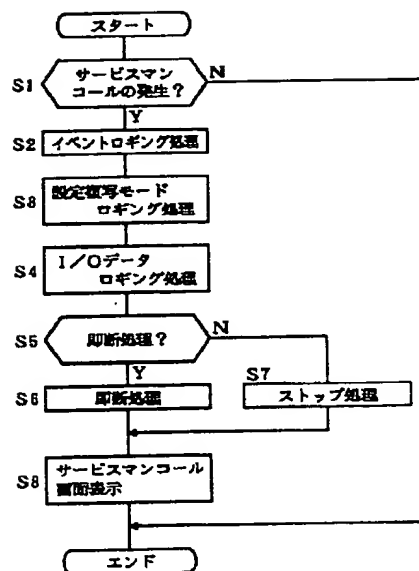 スタート
S1
サービスマン
コールの発生?
N
Y
S2
イベントロギング処理
S8
設定複写モード
ロギング処理
S4
I/Oデータ
ロギング処理
S5
即断処理?
N
Y
S6
即断処理
S7
ストップ処理
S8
サービスマンコール
画面表示
エンド